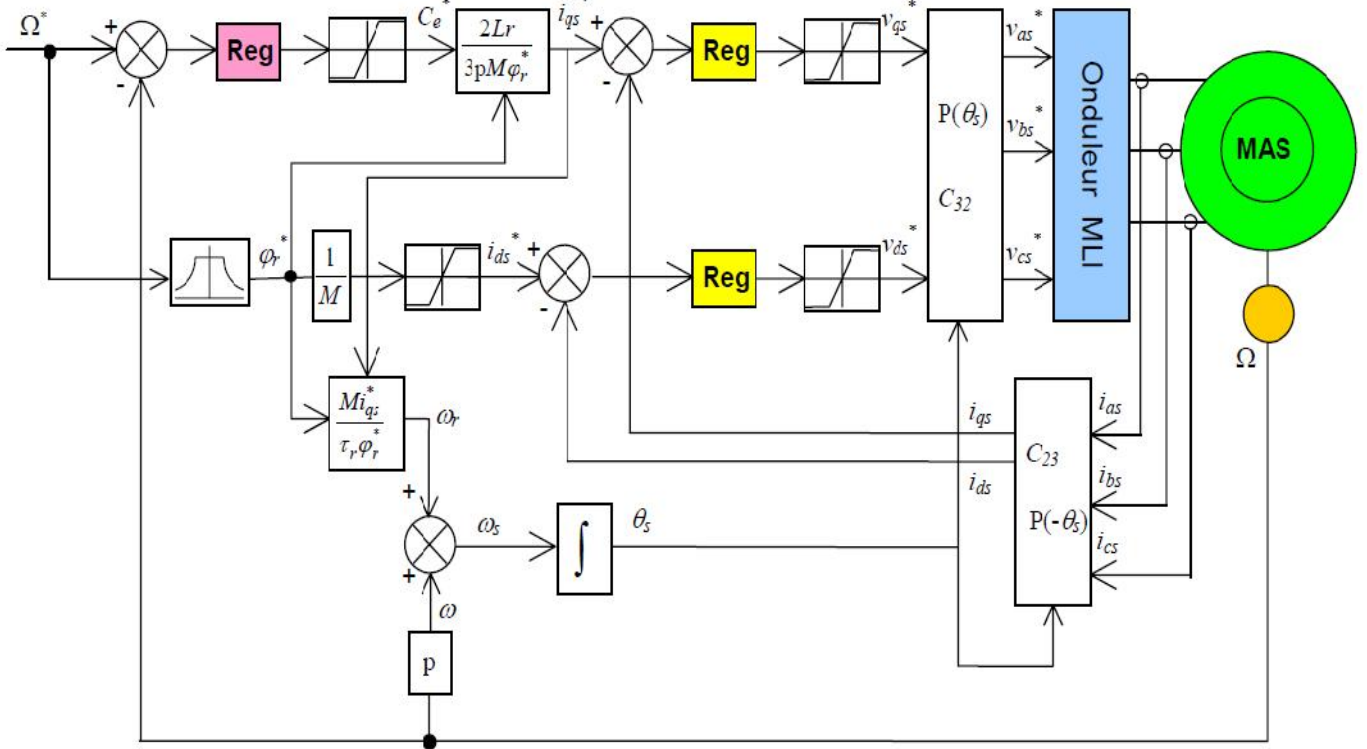 Ω*
+
-
Reg
Ce*
2Lr
3pMφr*
iqs*
+
-
Reg
vqs*
P(θs)
C32
vas*
vbs*
vcs*
Onduleur MLI
MAS
φr*
1
M
ids*
+
-
Reg
vds*
Ω
Miqs*
τrφr*
ωr
+
+
ωs
∫
θs
ω
p
iqs
ids
C23
P(-θs)
ias
ibs
ics